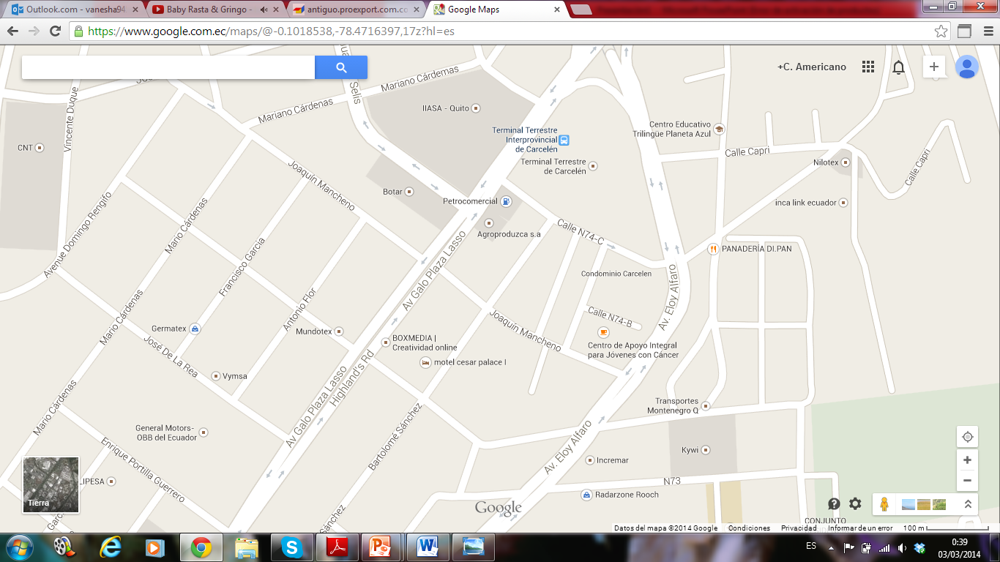 Outlook.com - vanesha94
Baby Rasta & Gringo -
antiguo.proexport.com.co
Google Maps
https://www.google.com.ec/maps/@-0.1018538,-78.4716397,17z?hl=es
+C. Americano
Vincente Duque
Selis
Mariano Cárdemas
Mariano Cárdenas
IIASA - Quito
CNT
Terminal Terrestre
Interprovincial
de Carcelén
Terminal Terrestre
de Carcelén
Centro Educativo
Trilingüe Planeta Azul
Calle Capri
Nilotex
Calle Capri
Joaquín Mancheno
Botar
Petrocomercial
inca link ecuador
Avenue Domingo Rengifo
Mario Cárdenas
Agroproduzca s.a
Calle N74-C
Francisco Garcia
Av Galo Plaza Lasso
PANADERÍA DI.PAN
Condominio Carcelen
Av. Eloy Alfaro
Antonio Flor
Mario Cárdenas
Germatex
Mundotex
Joaquín Mancheno
Calle N74-B
BOXMEDIA |
Creatividad online
Centro de Apoyo Integral
para Jóvenes con Cáncer
José De La Rea
motel cesar palace I
Vymsa
Highland's Rd
Av Galo Plaza Lasso
Mario Cárdenas
Transportes
Montenegro Q
General Motors-
OBB del Ecuador
Bartolomé Sánchez
Av. Eloy Alfaro
Enrique Portilla Guerrero
Incremar
Kywi
LIPESA
N73
Radarzone Rooch
Tierra
Google
Sánchez
CONJUNTO
Datos del mapa ©2014 Google
Condiciones
Privacidad
Informar de un error
100 m
ES
0:39
03/03/2014